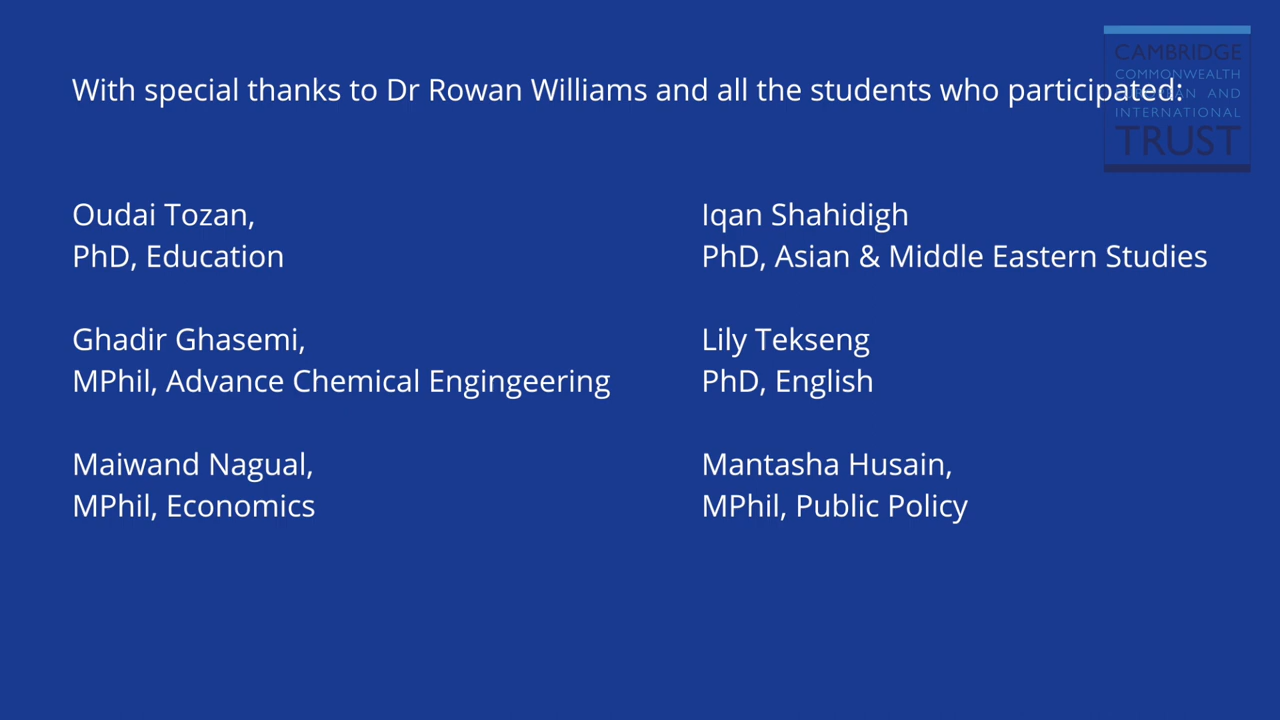 With special thanks to Dr Rowan Williams and all the students who participated:
CAMBRIDGE
COMMONWEALTH
AND
INTERNATIONAL
TRUST
Oudai Tozan,
PhD, Education
Ghadir Ghasemi,
MPhil, Advance Chemical Engingeering
Maiwand Nagual,
MPhil, Economics
Iqan Shahidigh
PhD, Asian & Middle Eastern Studies
Lily Tekseng
PhD, English
Mantasha Husain,
MPhil, Public Policy